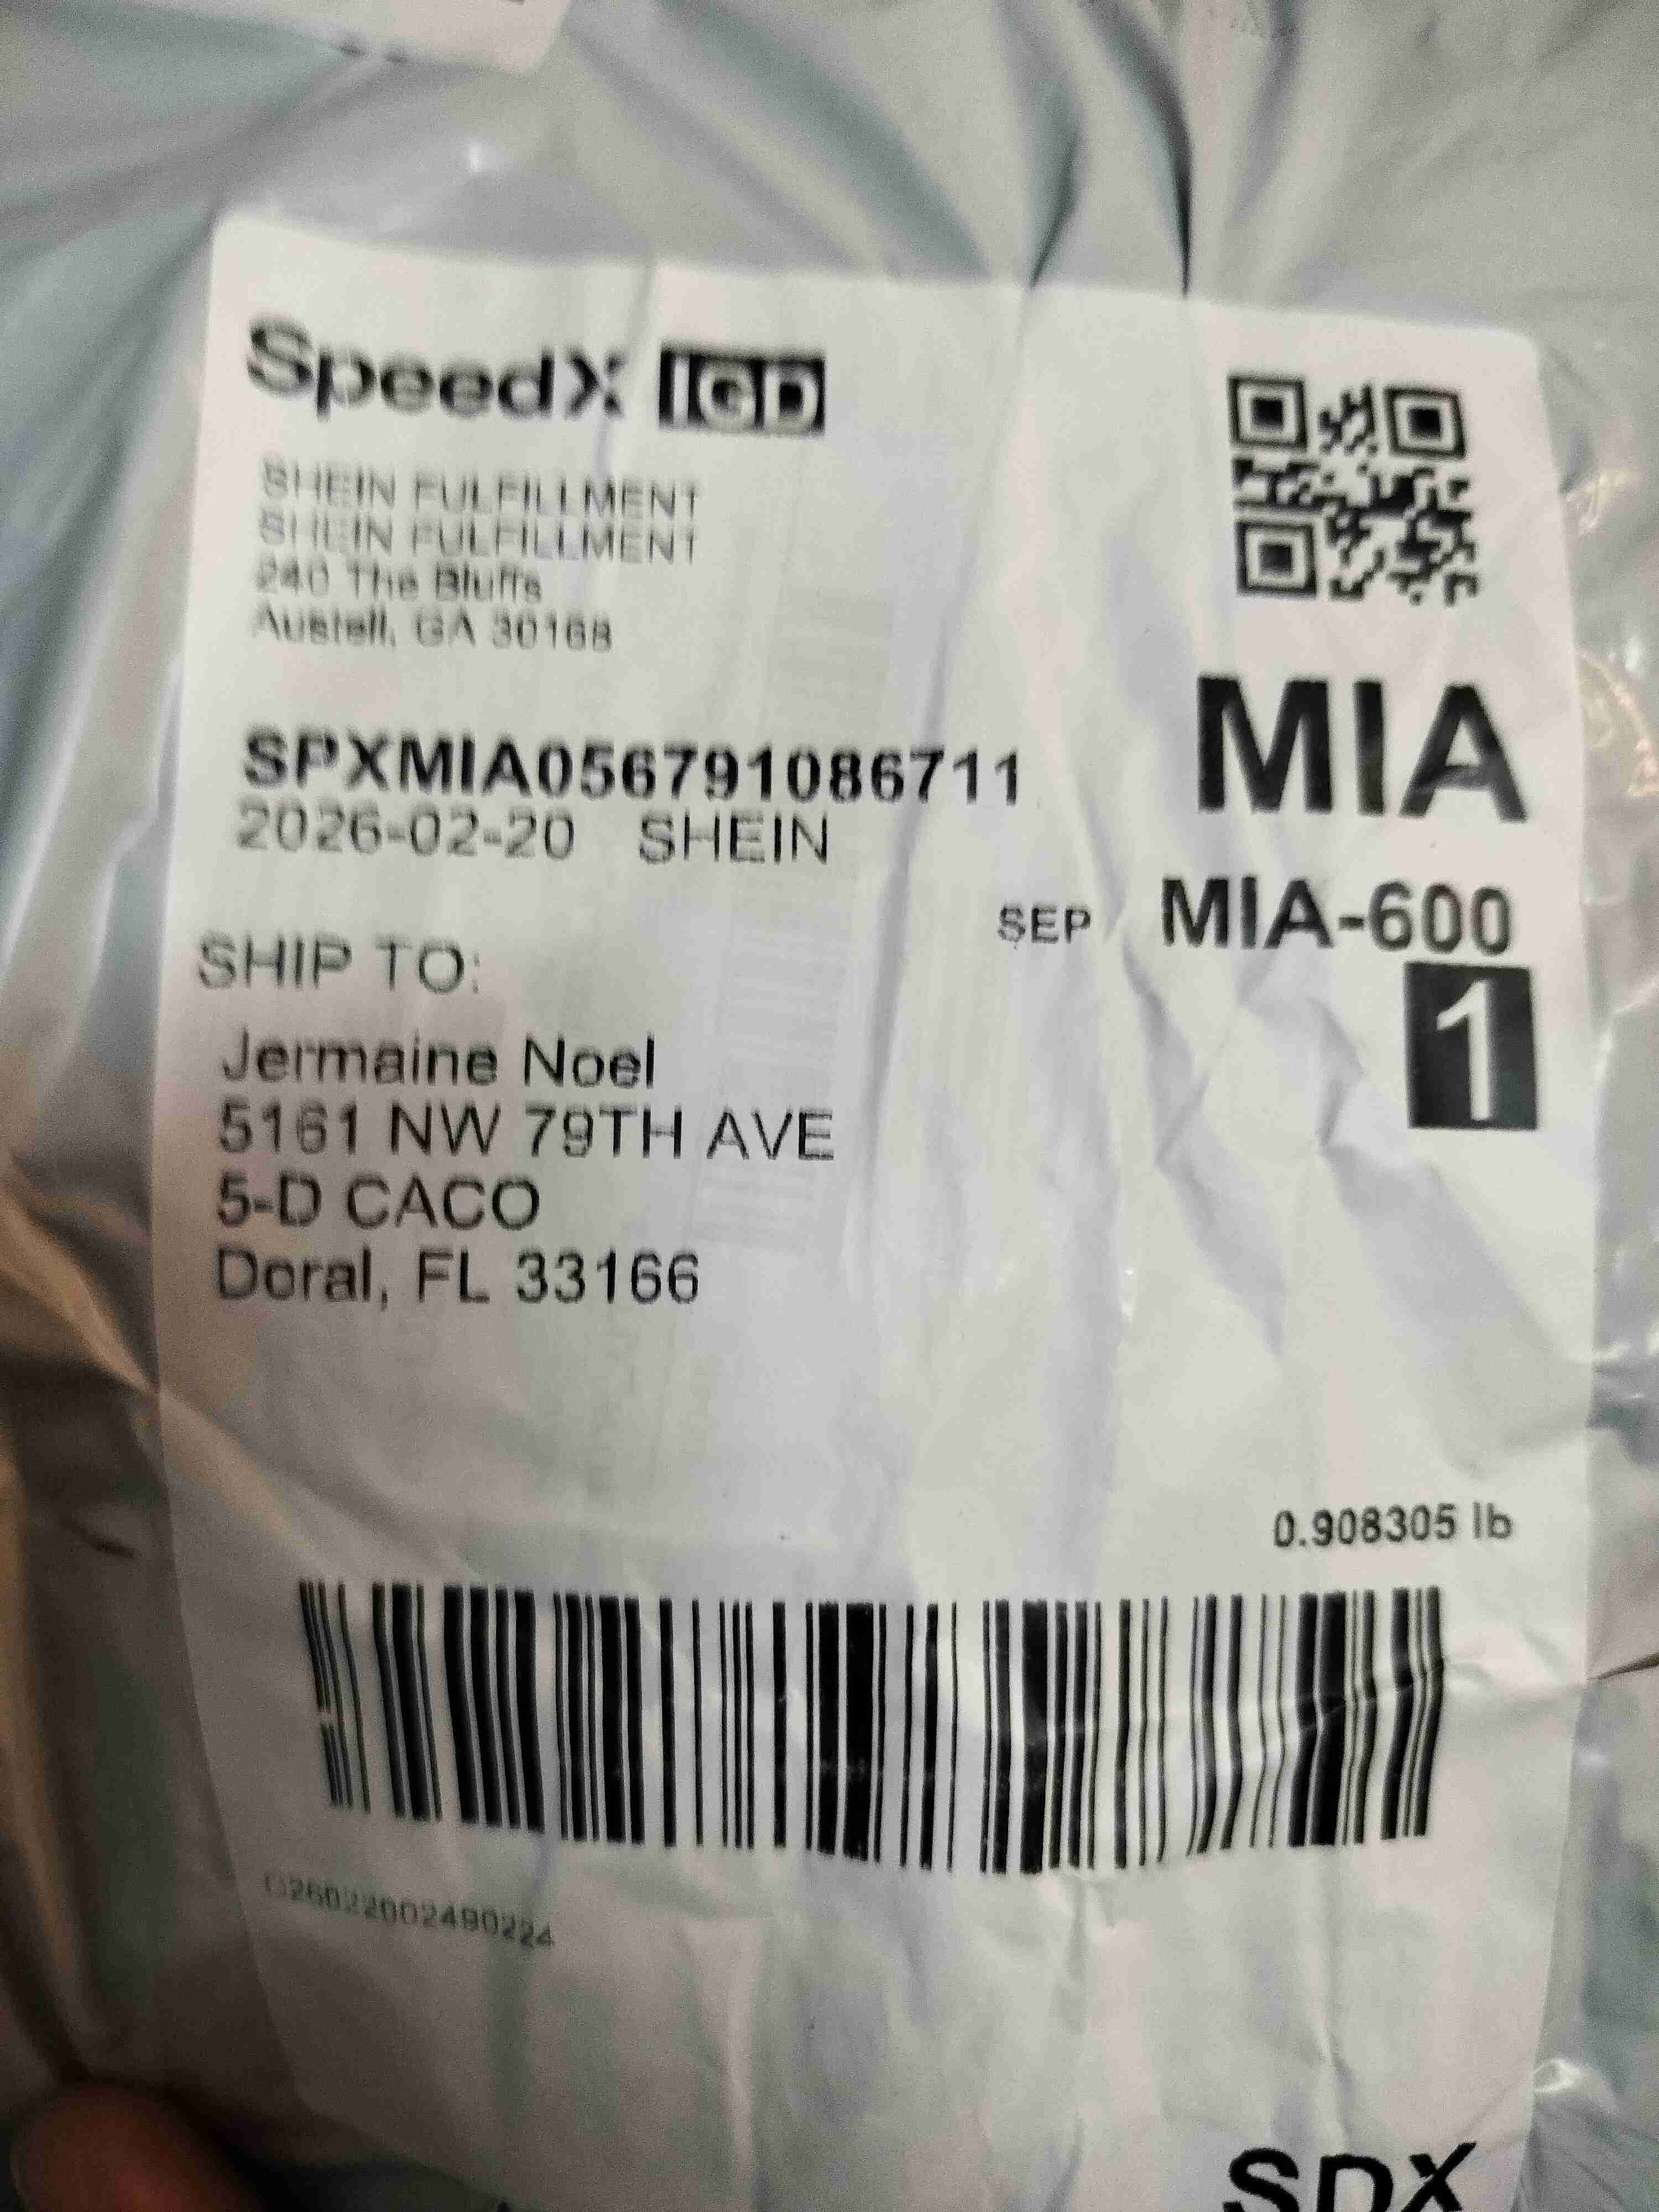 SpeedX IGD
SHEIN FULFILLMENT
SHEIN FULFILLMENT
240 The Bluffs
Austell, GA 30168
SPXMIA056791086711
2026-02-20 SHEIN
MIA
SEP MIA-600
1
SHIP TO:
Jermaine Noel
5161 NW 79TH AVE
5-D CACO
Doral, FL 33166
0.908305 lb
SDX